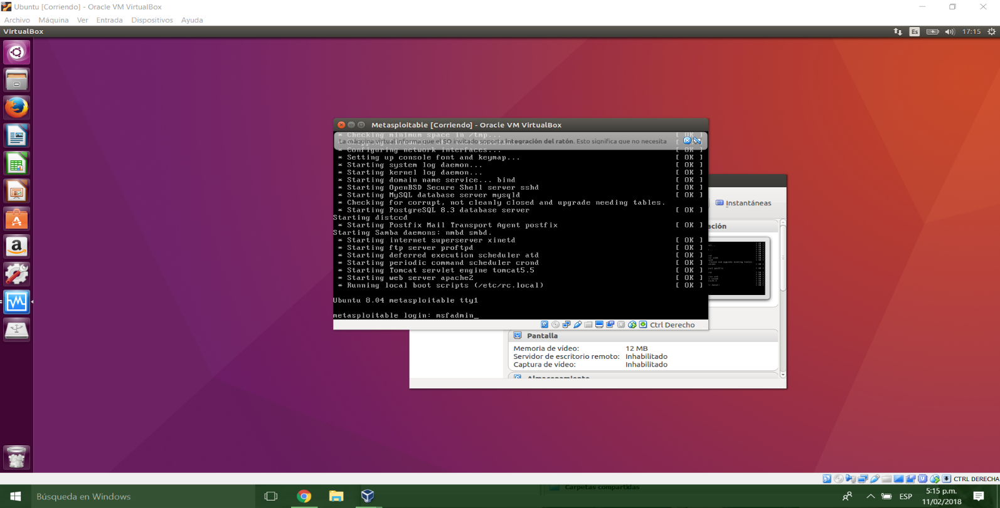 Ubuntu [Corriendo] - Oracle VM VirtualBox
Archivo Máquina Ver Entrada Dispositivos Ayuda
VirtualBox
Es
17:15
Metasploitable [Corriendo] - Oracle VM VirtualBox
* Checking minimum space in /tmp... [ OK ]
La máquina virtual informa que el SO invitado soporta integración del ratón. Esto significa que no necesita
* Configuring network interfaces... [ OK ]
* Setting up console font and keymap... [ OK ]
* Starting system log daemon... [ OK ]
* Starting kernel log daemon... [ OK ]
* Starting domain name service... bind [ OK ]
* Starting OpenBSD Secure Shell server sshd [ OK ]
* Starting MySQL database server mysqld [ OK ]
* Checking for corrupt, not cleanly closed and upgrade needing tables.
* Starting PostgreSQL 8.3 database server [ OK ]
Starting distccd
* Starting Postfix Mail Transport Agent postfix [ OK ]
Starting Samba daemons: nmbd smbd.
* Starting internet superserver xinetd [ OK ]
* Starting ftp server proftpd [ OK ]
* Starting deferred execution scheduler atd [ OK ]
* Starting periodic command scheduler crond [ OK ]
* Starting Tomcat servlet engine tomcat5.5 [ OK ]
* Starting web server apache2 [ OK ]
* Running local boot scripts (/etc/rc.local) [ OK ]
Ubuntu 8.04 metasploitable tty1
metasploitable login: msfadmin_
Ctrl Derecho
Instantáneas
ación
Pantalla
Memoria de vídeo: 12 MB
Servidor de escritorio remoto: Inhabilitado
Captura de vídeo: Inhabilitado
Almacenamiento
CTRL DERECHA
Carpetas compartidas
Búsqueda en Windows
ESP
5:15 p.m.
11/02/2018